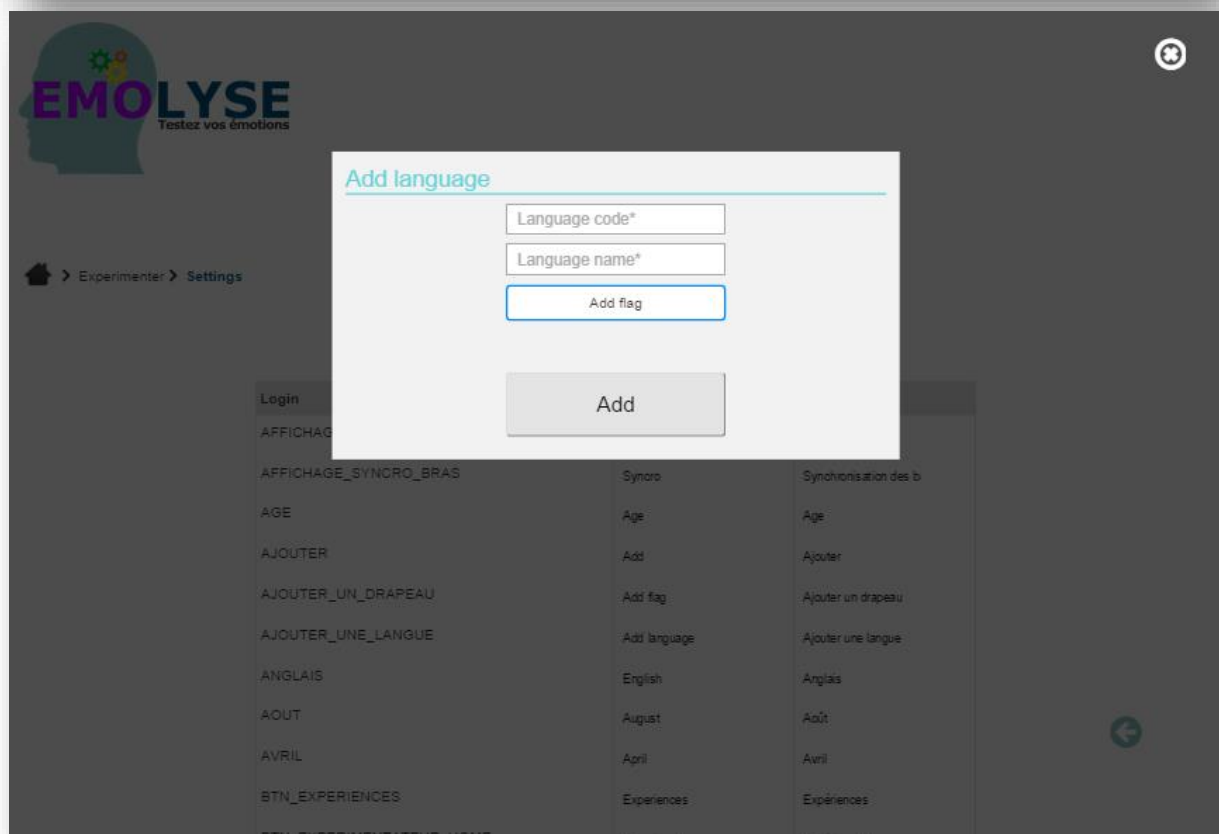 EMOLYSE
Testez vos émotions
Add language
Language code*
Language name*
Experimenter Settings
Add flag
Add
Login
AFFICHAG
AFFICHAGE_SYNCRO_BRAS Syncro Synchronisation des b
AGE Age Age
AJOUTER Add Ajouter
AJOUTER_UN_DRAPEAU Add flag Ajouter un drapeau
AJOUTER_UNE_LANGUE Add language Ajouter une langue
ANGLAIS English Anglais
AOUT August Août
AVRIL April Avril
BTN_EXPERIENCES Experiences Expériences